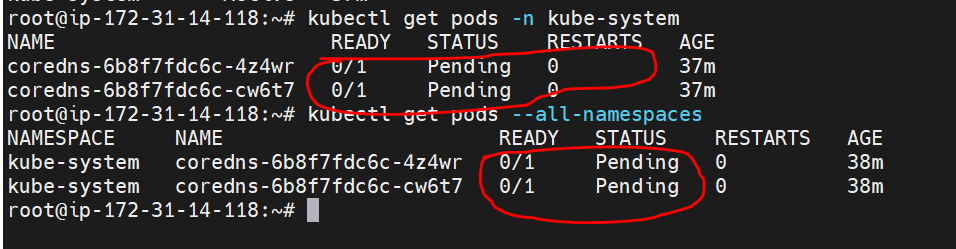 root@ip-172-31-14-118:~# kubectl get pods -n kube-system
NAME READY STATUS RESTARTS AGE
coredns-6b8f7fdc6c-4z4wr 0/1 Pending 0 37m
coredns-6b8f7fdc6c-cw6t7 0/1 Pending 0 37m
root@ip-172-31-14-118:~# kubectl get pods --all-namespaces
NAMESPACE NAME READY STATUS RESTARTS AGE
kube-system coredns-6b8f7fdc6c-4z4wr 0/1 Pending 0 38m
kube-system coredns-6b8f7fdc6c-cw6t7 0/1 Pending 0 38m
root@ip-172-31-14-118:~#